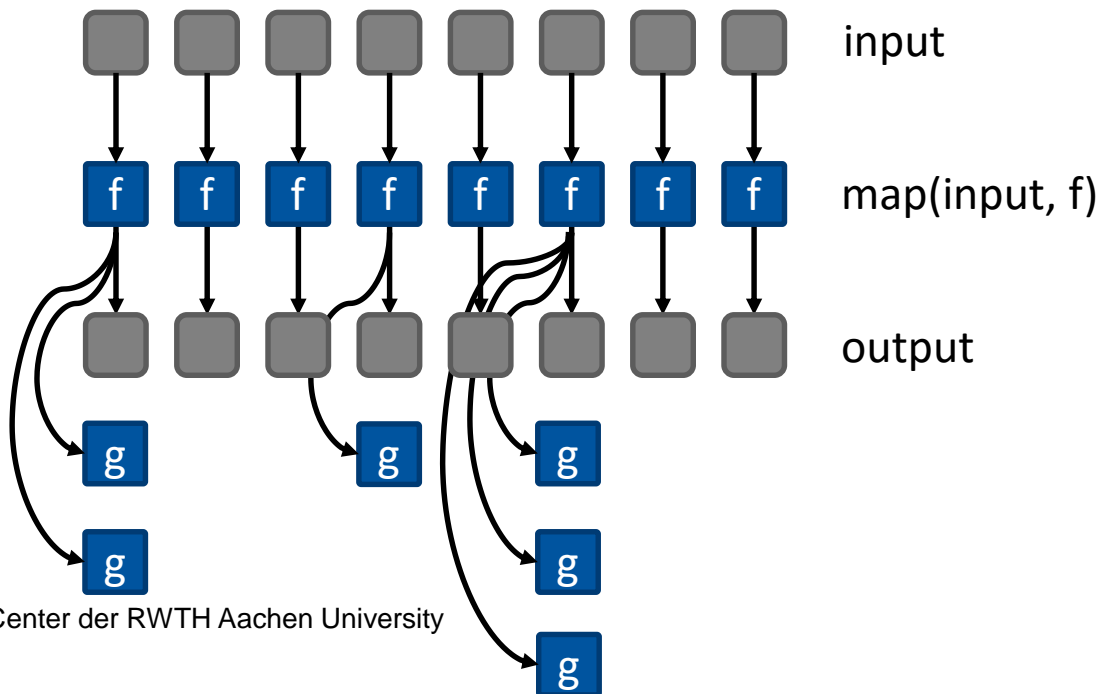 input
f f f f f f f f
map(input, f)
output
g g g
g g
Center der RWTH Aachen University
g